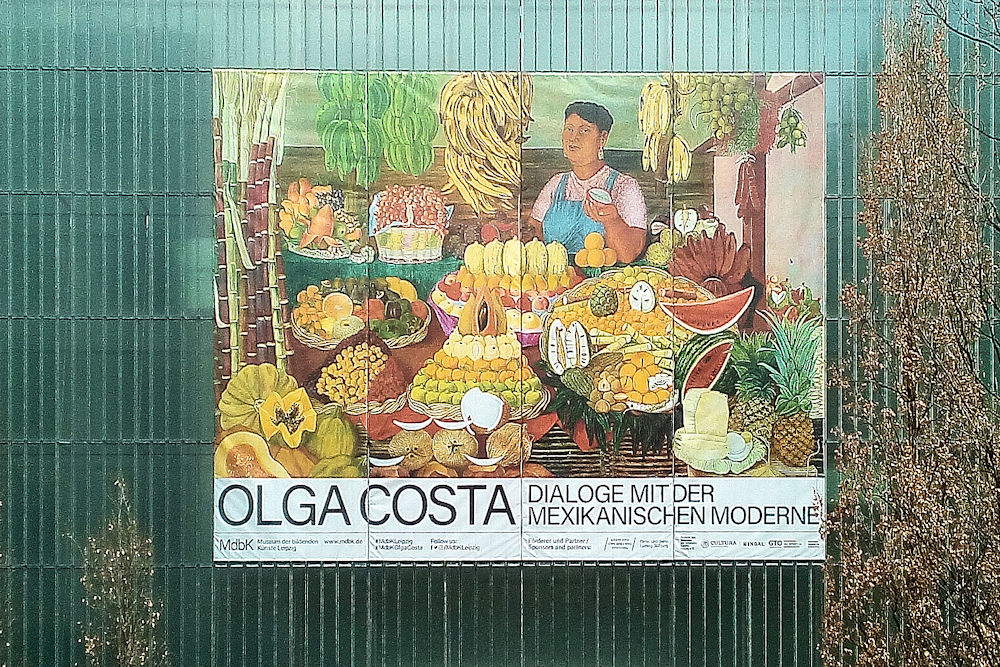 OLGA COSTA
DIALOGE MIT DER
MEXIKANISCHEN MODERNE
MdbK
Museum der bildenden
Künste Leipzig
www.mdbk.de
#MdbKLeipzig
#MdbKOlgaCosta
Follow us:
@MdbKLeipzig
Förderer und Partner /
Sponsors and partners:
CULTURA
GTO